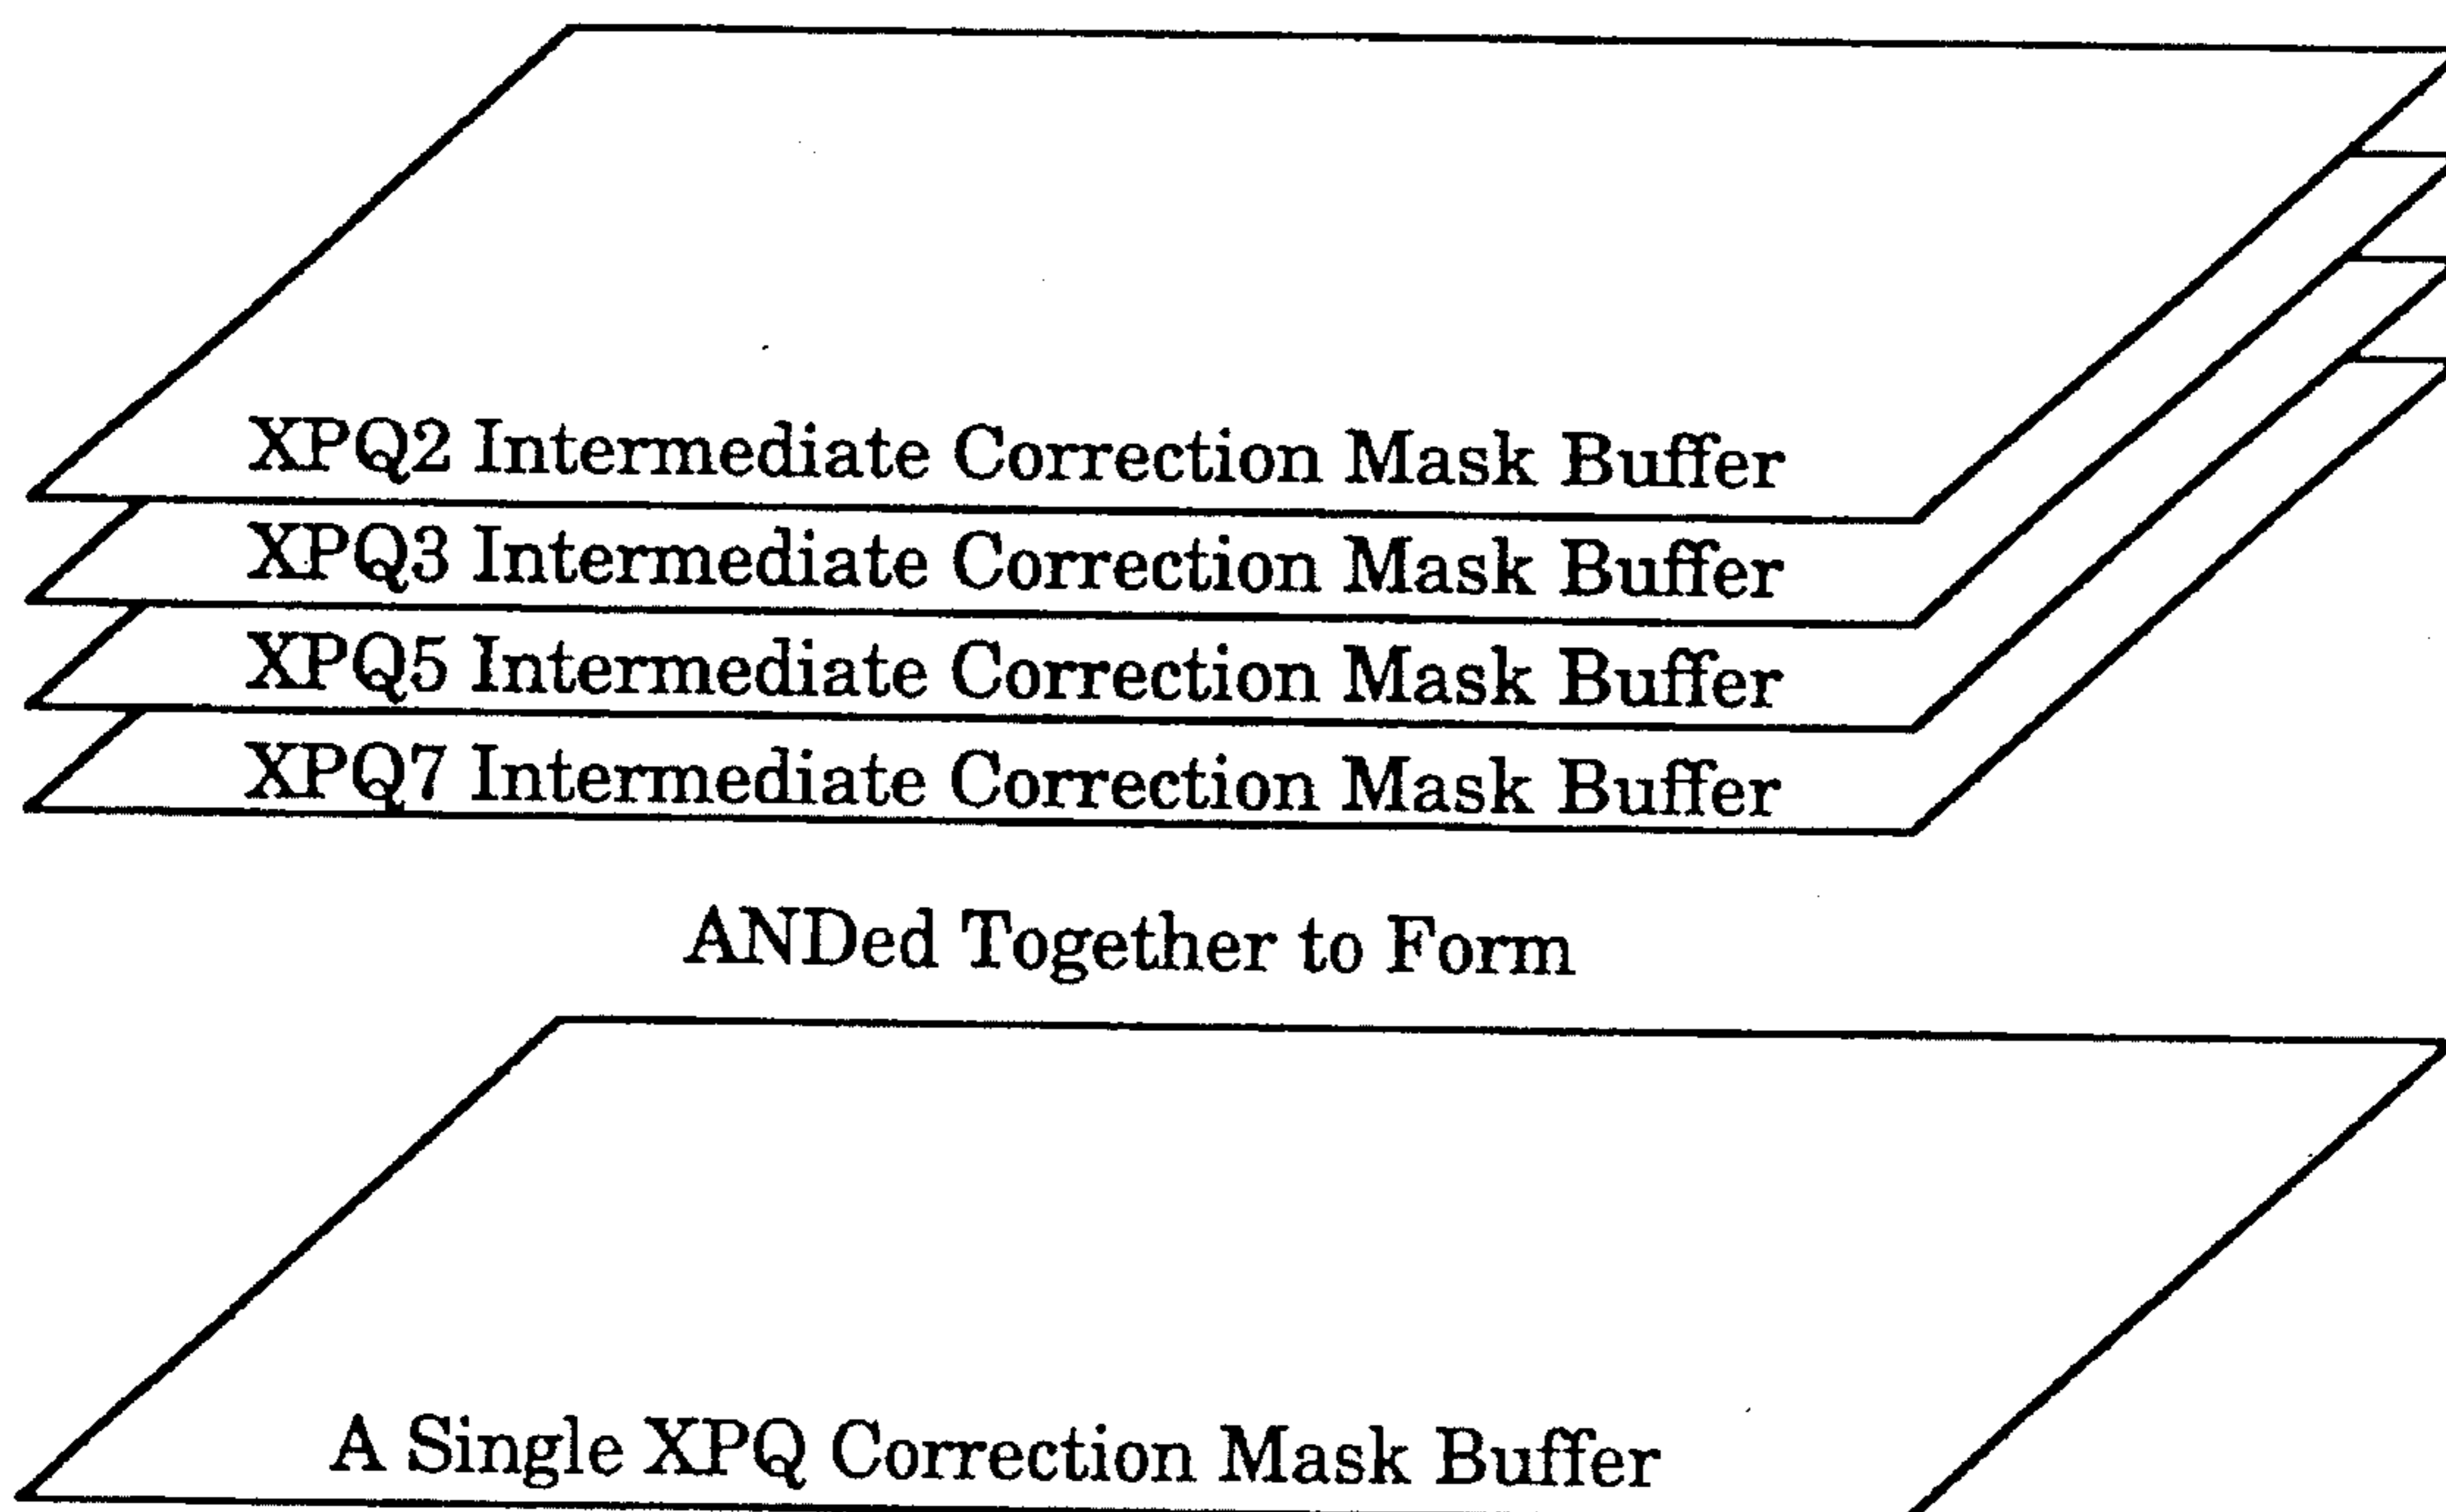 XPQ2 Intermediate Correction Mask Buffer
XPQ3 Intermediate Correction Mask Buffer
XPQ5 Intermediate Correction Mask Buffer
XPQ7 Intermediate Correction Mask Buffer
ANDed Together to Form
A Single XPQ Correction Mask Buffer